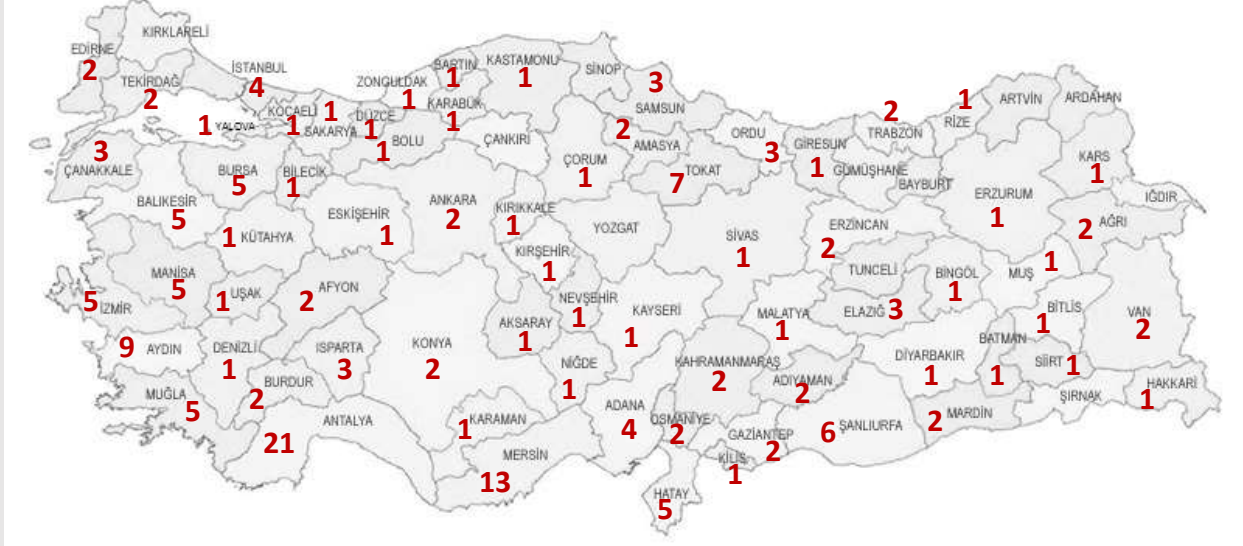 KIRKLARELİ
EDİRNE
2
TEKİRDAĞ
2
İSTANBUL
4
KOCAELİ
1
1
YALOVA
1
SAKARYA
DÜZCE
1
ZONGULDAK
1
BARTIN
1
KARABÜK
1
KASTAMONU
1
SİNOP
3
SAMSUN
2
AMASYA
BOLU
1
ÇANKIRI
ÇORUM
1
TOKAT
7
ORDU
3
GİRESUN
1
GÜMÜŞHANE
2
TRABZON
1
RİZE
ARTVİN
ARDAHAN
BAYBURT
KARS
1
IĞDIR
ERZURUM
1
AĞRI
2
3
ÇANAKKALE
BURSA
5
BİLECİK
1
BALIKESİR
5
ESKİŞEHİR
1
KÜTAHYA
1
ANKARA
2
KIRIKKALE
1
KIRŞEHİR
1
YOZGAT
SİVAS
1
ERZİNCAN
2
TUNCELİ
BİNGÖL
1
MUŞ
1
ELAZIĞ
3
BİTLİS
1
VAN
2
MANİSA
5
5
İZMİR
UŞAK
1
AFYON
2
NEVŞEHİR
1
KAYSERİ
1
MALATYA
1
AKSARAY
1
KONYA
2
ISPARTA
3
DENİZLİ
1
9
AYDIN
BURDUR
2
MUĞLA
5
21
ANTALYA
NİĞDE
1
KARAMAN
1
MERSİN
13
ADANA
4
OSMANİYE
2
KAHRAMANMARAŞ
2
ADIYAMAN
2
DİYARBAKIR
1
BATMAN
1
SİİRT
1
HAKKARİ
1
ŞIRNAK
MARDİN
2
ŞANLIURFA
6
GAZİANTEP
2
KİLİS
1
HATAY
5